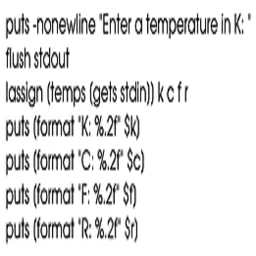 puts -nonewline "Enter a temperature in K: "
flush stdout
lassign (temps (gets stdin)) k c f r
puts (format "K: %.2f" $k)
puts (format "C: %.2f" $c)
puts (format "F: %.2f" $f)
puts (format "R: %.2f" $r)